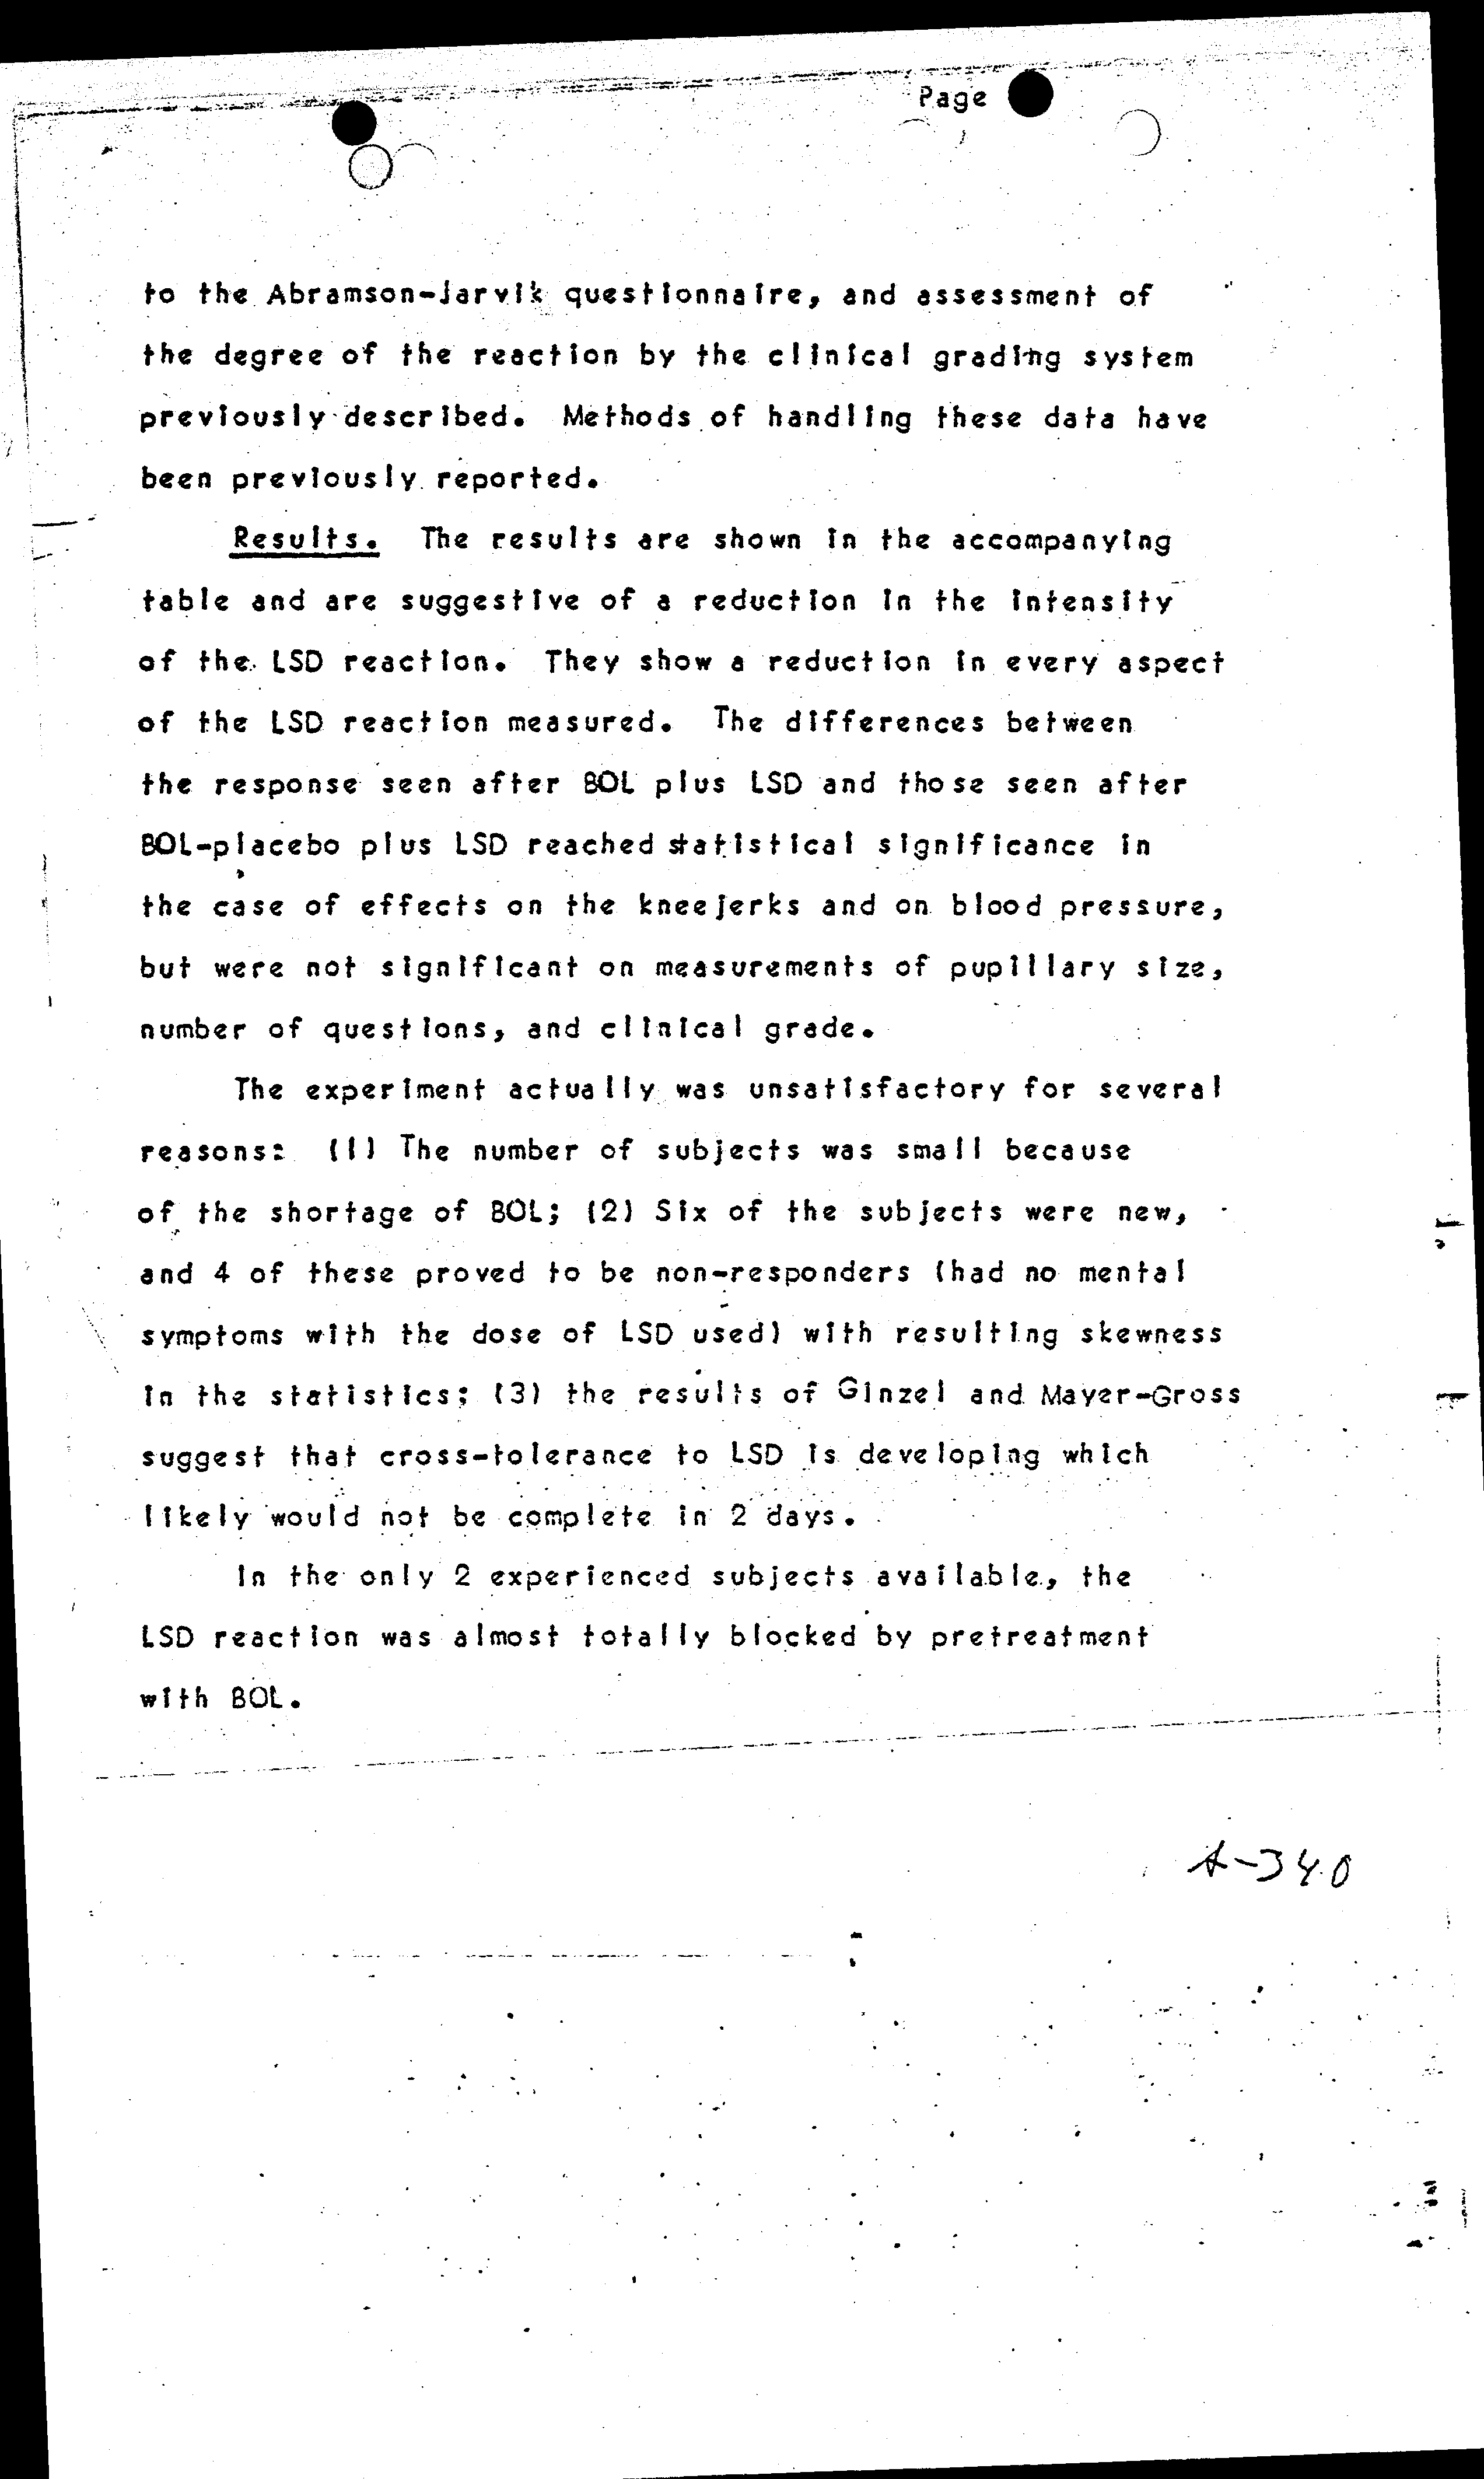 Page
to the Abramson-Jarvik questionnaire, and assessment of
the degree of the reaction by the clinical grading system
previously described. Methods of handling these data have
been previously reported.
Results. The results are shown in the accompanying
table and are suggestive of a reduction in the intensity
of the LSD reaction. They show a reduction in every aspect
of the LSD reaction measured. The differences between
the response seen after BOL plus LSD and those seen after
BOL-placebo plus LSD reached statistical significance in
the case of effects on the kneejerks and on blood pressure,
but were not significant on measurements of pupillary size,
number of questions, and clinical grade.
The experiment actually was unsatisfactory for several
reasons: (1) The number of subjects was small because
of the shortage of BOL; (2) Six of the subjects were new,
and 4 of these proved to be non-responders (had no mental
symptoms with the dose of LSD used) with resulting skewness
in the statistics; (3) the results of Ginzel and Mayer-Gross
suggest that cross-tolerance to LSD is developing which
likely would not be complete in 2 days.
In the only 2 experienced subjects available, the
LSD reaction was almost totally blocked by pretreatment
with BOL.
A-340